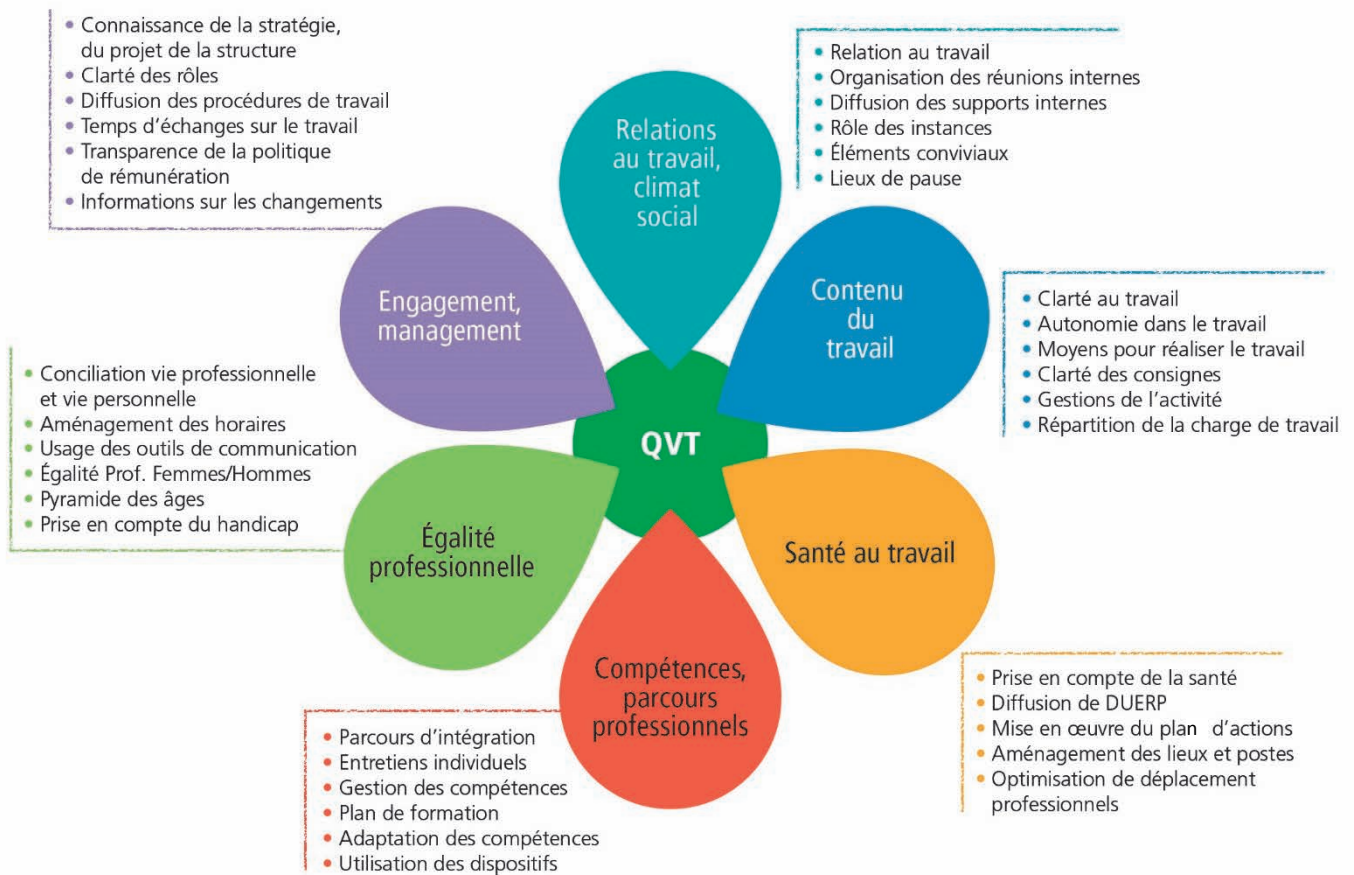 • Connaissance de la stratégie,
du projet de la structure
• Clarté des rôles
• Diffusion des procédures de travail
• Temps d'échanges sur le travail
• Transparence de la politique
de rémunération
• Informations sur les changements
Relations
au travail,
climat
social
• Relation au travail
• Organisation des réunions internes
• Diffusion des supports internes
• Rôle des instances
• Éléments conviviaux
• Lieux de pause
Engagement,
management
Contenu
du
travail
• Clarté au travail
• Autonomie dans le travail
• Moyens pour réaliser le travail
• Clarté des consignes
• Gestions de l'activité
• Répartition de la charge de travail
• Conciliation vie professionnelle
et vie personnelle
• Aménagement des horaires
• Usage des outils de communication
• Égalité Prof. Femmes/Hommes
• Pyramide des âges
• Prise en compte du handicap
QVT
Égalité
professionnelle
Santé au travail
• Prise en compte de la santé
• Diffusion de DUERP
• Mise en œuvre du plan d'actions
• Aménagement des lieux et postes
• Optimisation de déplacement
professionnels
Compétences,
parcours
professionnels
• Parcours d'intégration
• Entretiens individuels
• Gestion des compétences
• Plan de formation
• Adaptation des compétences
• Utilisation des dispositifs